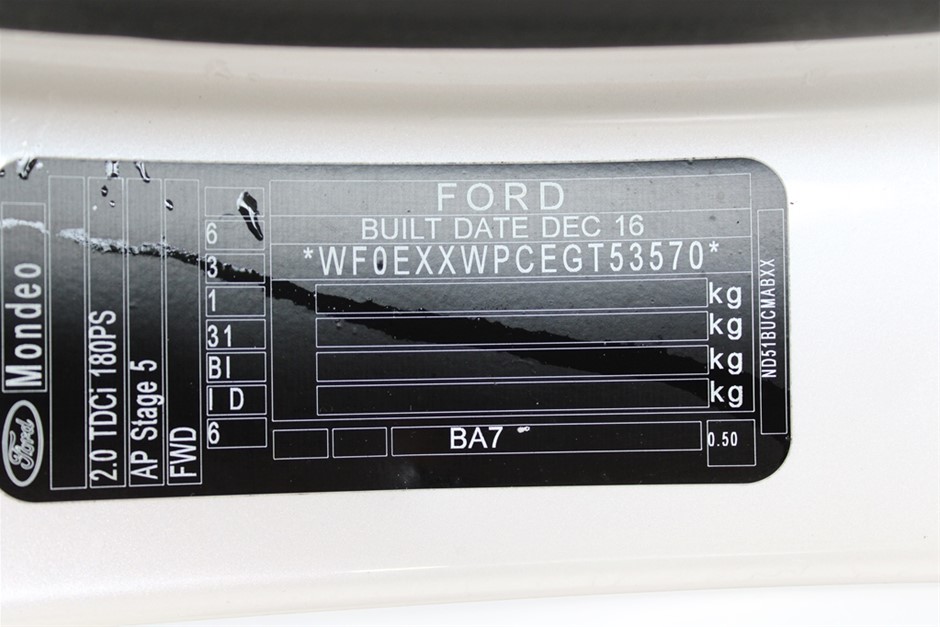 FORD
BUILT DATE DEC 16
*WF0EXXWPCEGT53570*
kg
kg
kg
kg
BA7
0.50
6
3
1
31
BI
I D
6
Ford
Mondeo
2.0 TDCi 180PS
AP Stage 5
FWD
ND51BUCMABXX